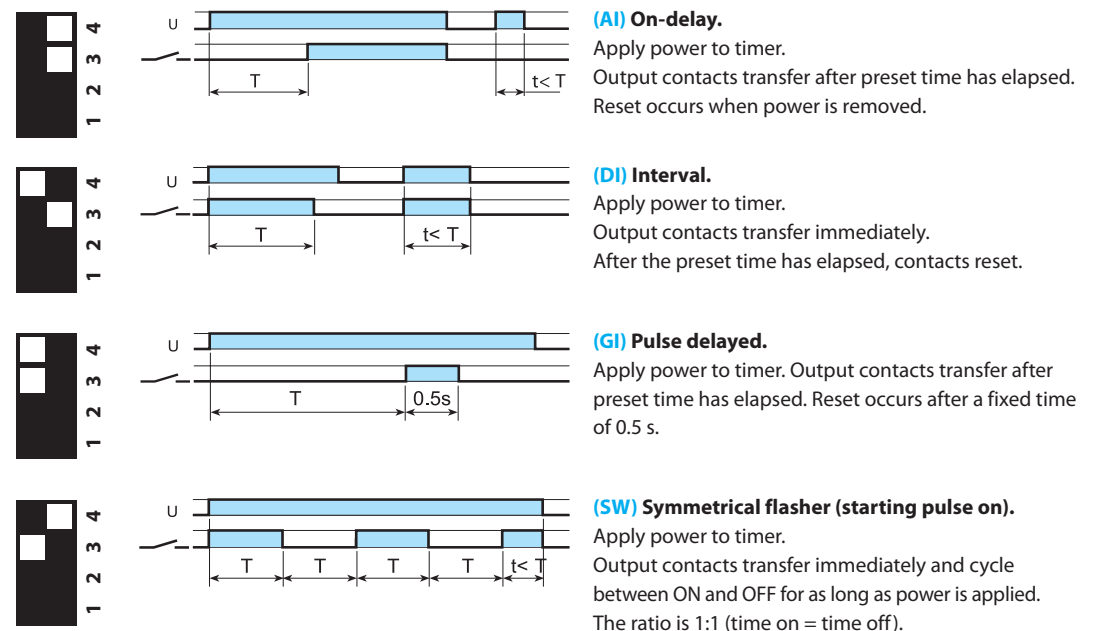 4
3
2
1
U
T
t< T
(AI) On-delay.
Apply power to timer.
Output contacts transfer after preset time has elapsed.
Reset occurs when power is removed.
4
3
2
1
U
T
t< T
(DI) Interval.
Apply power to timer.
Output contacts transfer immediately.
After the preset time has elapsed, contacts reset.
4
3
2
1
U
T
0.5s
(GI) Pulse delayed.
Apply power to timer. Output contacts transfer after
preset time has elapsed. Reset occurs after a fixed time
of 0.5 s.
4
3
2
1
U
T T T T t< T
(SW) Symmetrical flasher (starting pulse on).
Apply power to timer.
Output contacts transfer immediately and cycle
between ON and OFF for as long as power is applied.
The ratio is 1:1 (time on = time off).